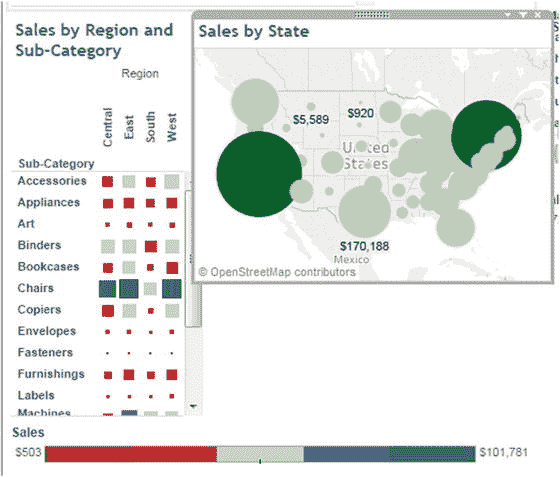 Sales by Region and
Sub-Category
Region
Central
East
South
West
Sub-Category
Accessories
Appliances
Art
Binders
Bookcases
Chairs
Copiers
Envelopes
Fasteners
Furnishings
Labels
Machines
Sales by State
$5,589
$920
United
States
$170,188
Mexico
© OpenStreetMap contributors
Sales
$503
$101,781